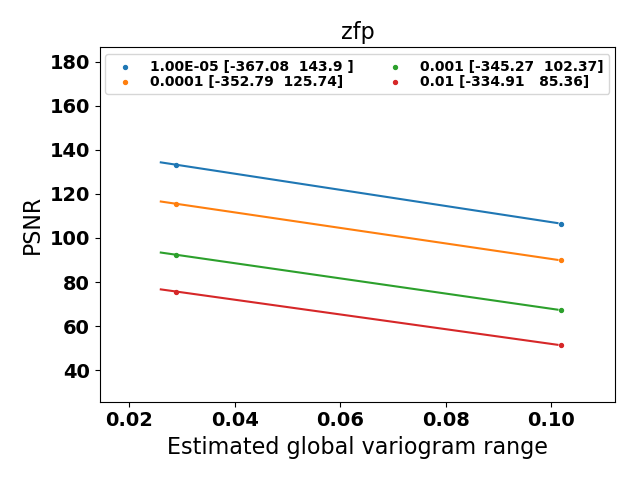 zfp
1.00E-05 [-367.08  143.9 ]
0.0001 [-352.79  125.74]
0.001 [-345.27  102.37]
0.01 [-334.91   85.36]
PSNR
180
160
140
120
100
80
60
40
0.02 0.04 0.06 0.08 0.10
Estimated global variogram range